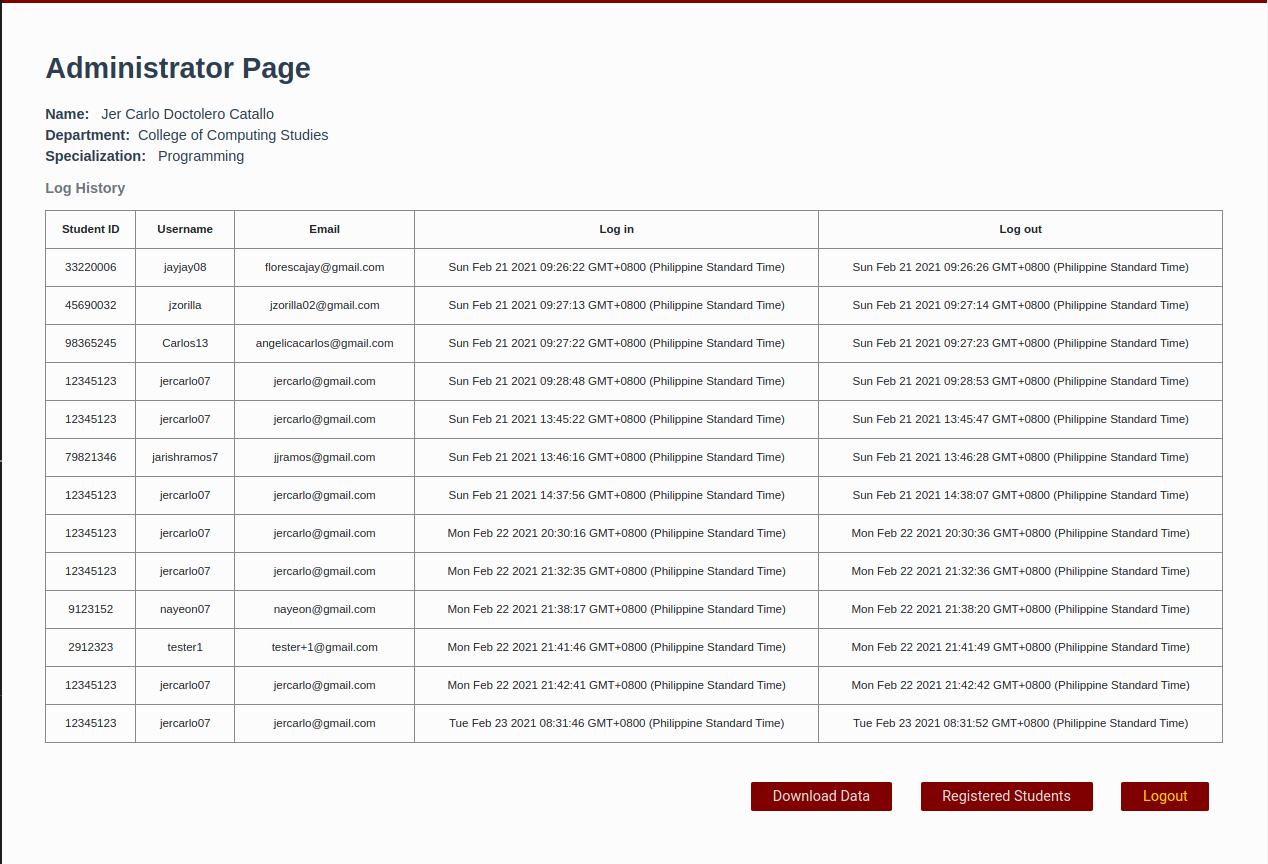 Administrator Page
Name: Jer Carlo Doctolero Catallo
Department: College of Computing Studies
Specialization: Programming
Log History
Student ID Username Email Log in Log out
33220006 jayjay08 florescajay@gmail.com Sun Feb 21 2021 09:26:22 GMT+0800 (Philippine Standard Time) Sun Feb 21 2021 09:26:26 GMT+0800 (Philippine Standard Time)
45690032 jzorilla jzorilla02@gmail.com Sun Feb 21 2021 09:27:13 GMT+0800 (Philippine Standard Time) Sun Feb 21 2021 09:27:14 GMT+0800 (Philippine Standard Time)
98365245 Carlos13 angelicacarlos@gmail.com Sun Feb 21 2021 09:27:22 GMT+0800 (Philippine Standard Time) Sun Feb 21 2021 09:27:23 GMT+0800 (Philippine Standard Time)
12345123 jercarlo07 jercarlo@gmail.com Sun Feb 21 2021 09:28:48 GMT+0800 (Philippine Standard Time) Sun Feb 21 2021 09:28:53 GMT+0800 (Philippine Standard Time)
12345123 jercarlo07 jercarlo@gmail.com Sun Feb 21 2021 13:45:22 GMT+0800 (Philippine Standard Time) Sun Feb 21 2021 13:45:47 GMT+0800 (Philippine Standard Time)
79821346 jarishramos7 jjramos@gmail.com Sun Feb 21 2021 13:46:16 GMT+0800 (Philippine Standard Time) Sun Feb 21 2021 13:46:28 GMT+0800 (Philippine Standard Time)
12345123 jercarlo07 jercarlo@gmail.com Sun Feb 21 2021 14:37:56 GMT+0800 (Philippine Standard Time) Sun Feb 21 2021 14:38:07 GMT+0800 (Philippine Standard Time)
12345123 jercarlo07 jercarlo@gmail.com Mon Feb 22 2021 20:30:16 GMT+0800 (Philippine Standard Time) Mon Feb 22 2021 20:30:36 GMT+0800 (Philippine Standard Time)
12345123 jercarlo07 jercarlo@gmail.com Mon Feb 22 2021 21:32:35 GMT+0800 (Philippine Standard Time) Mon Feb 22 2021 21:32:36 GMT+0800 (Philippine Standard Time)
9123152 nayeon07 nayeon@gmail.com Mon Feb 22 2021 21:38:17 GMT+0800 (Philippine Standard Time) Mon Feb 22 2021 21:38:20 GMT+0800 (Philippine Standard Time)
2912323 tester1 tester+1@gmail.com Mon Feb 22 2021 21:41:46 GMT+0800 (Philippine Standard Time) Mon Feb 22 2021 21:41:49 GMT+0800 (Philippine Standard Time)
12345123 jercarlo07 jercarlo@gmail.com Mon Feb 22 2021 21:42:41 GMT+0800 (Philippine Standard Time) Mon Feb 22 2021 21:42:42 GMT+0800 (Philippine Standard Time)
12345123 jercarlo07 jercarlo@gmail.com Tue Feb 23 2021 08:31:46 GMT+0800 (Philippine Standard Time) Tue Feb 23 2021 08:31:52 GMT+0800 (Philippine Standard Time)
Download Data Registered Students Logout